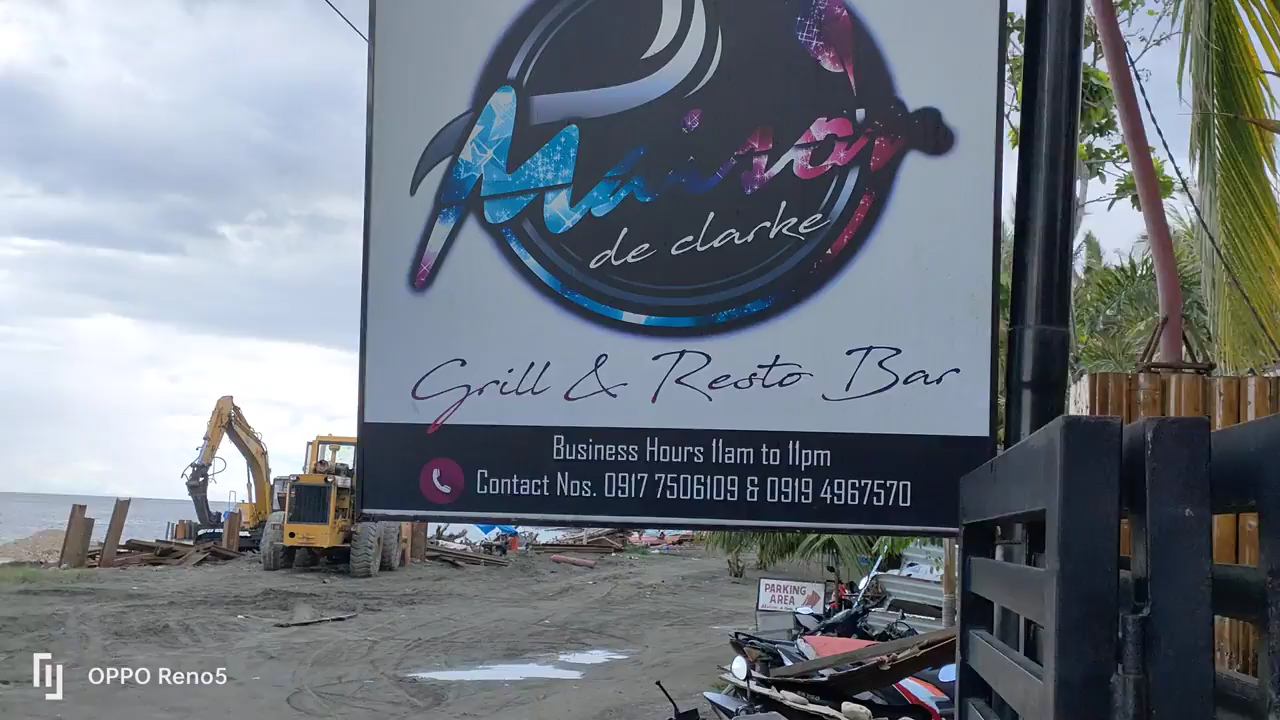 Maison
de clarke
Grill & Resto Bar
Business Hours 11am to 11pm
Contact Nos. 0917 7506109 & 0919 4967570
PARKING
AREA
OPPO Reno5